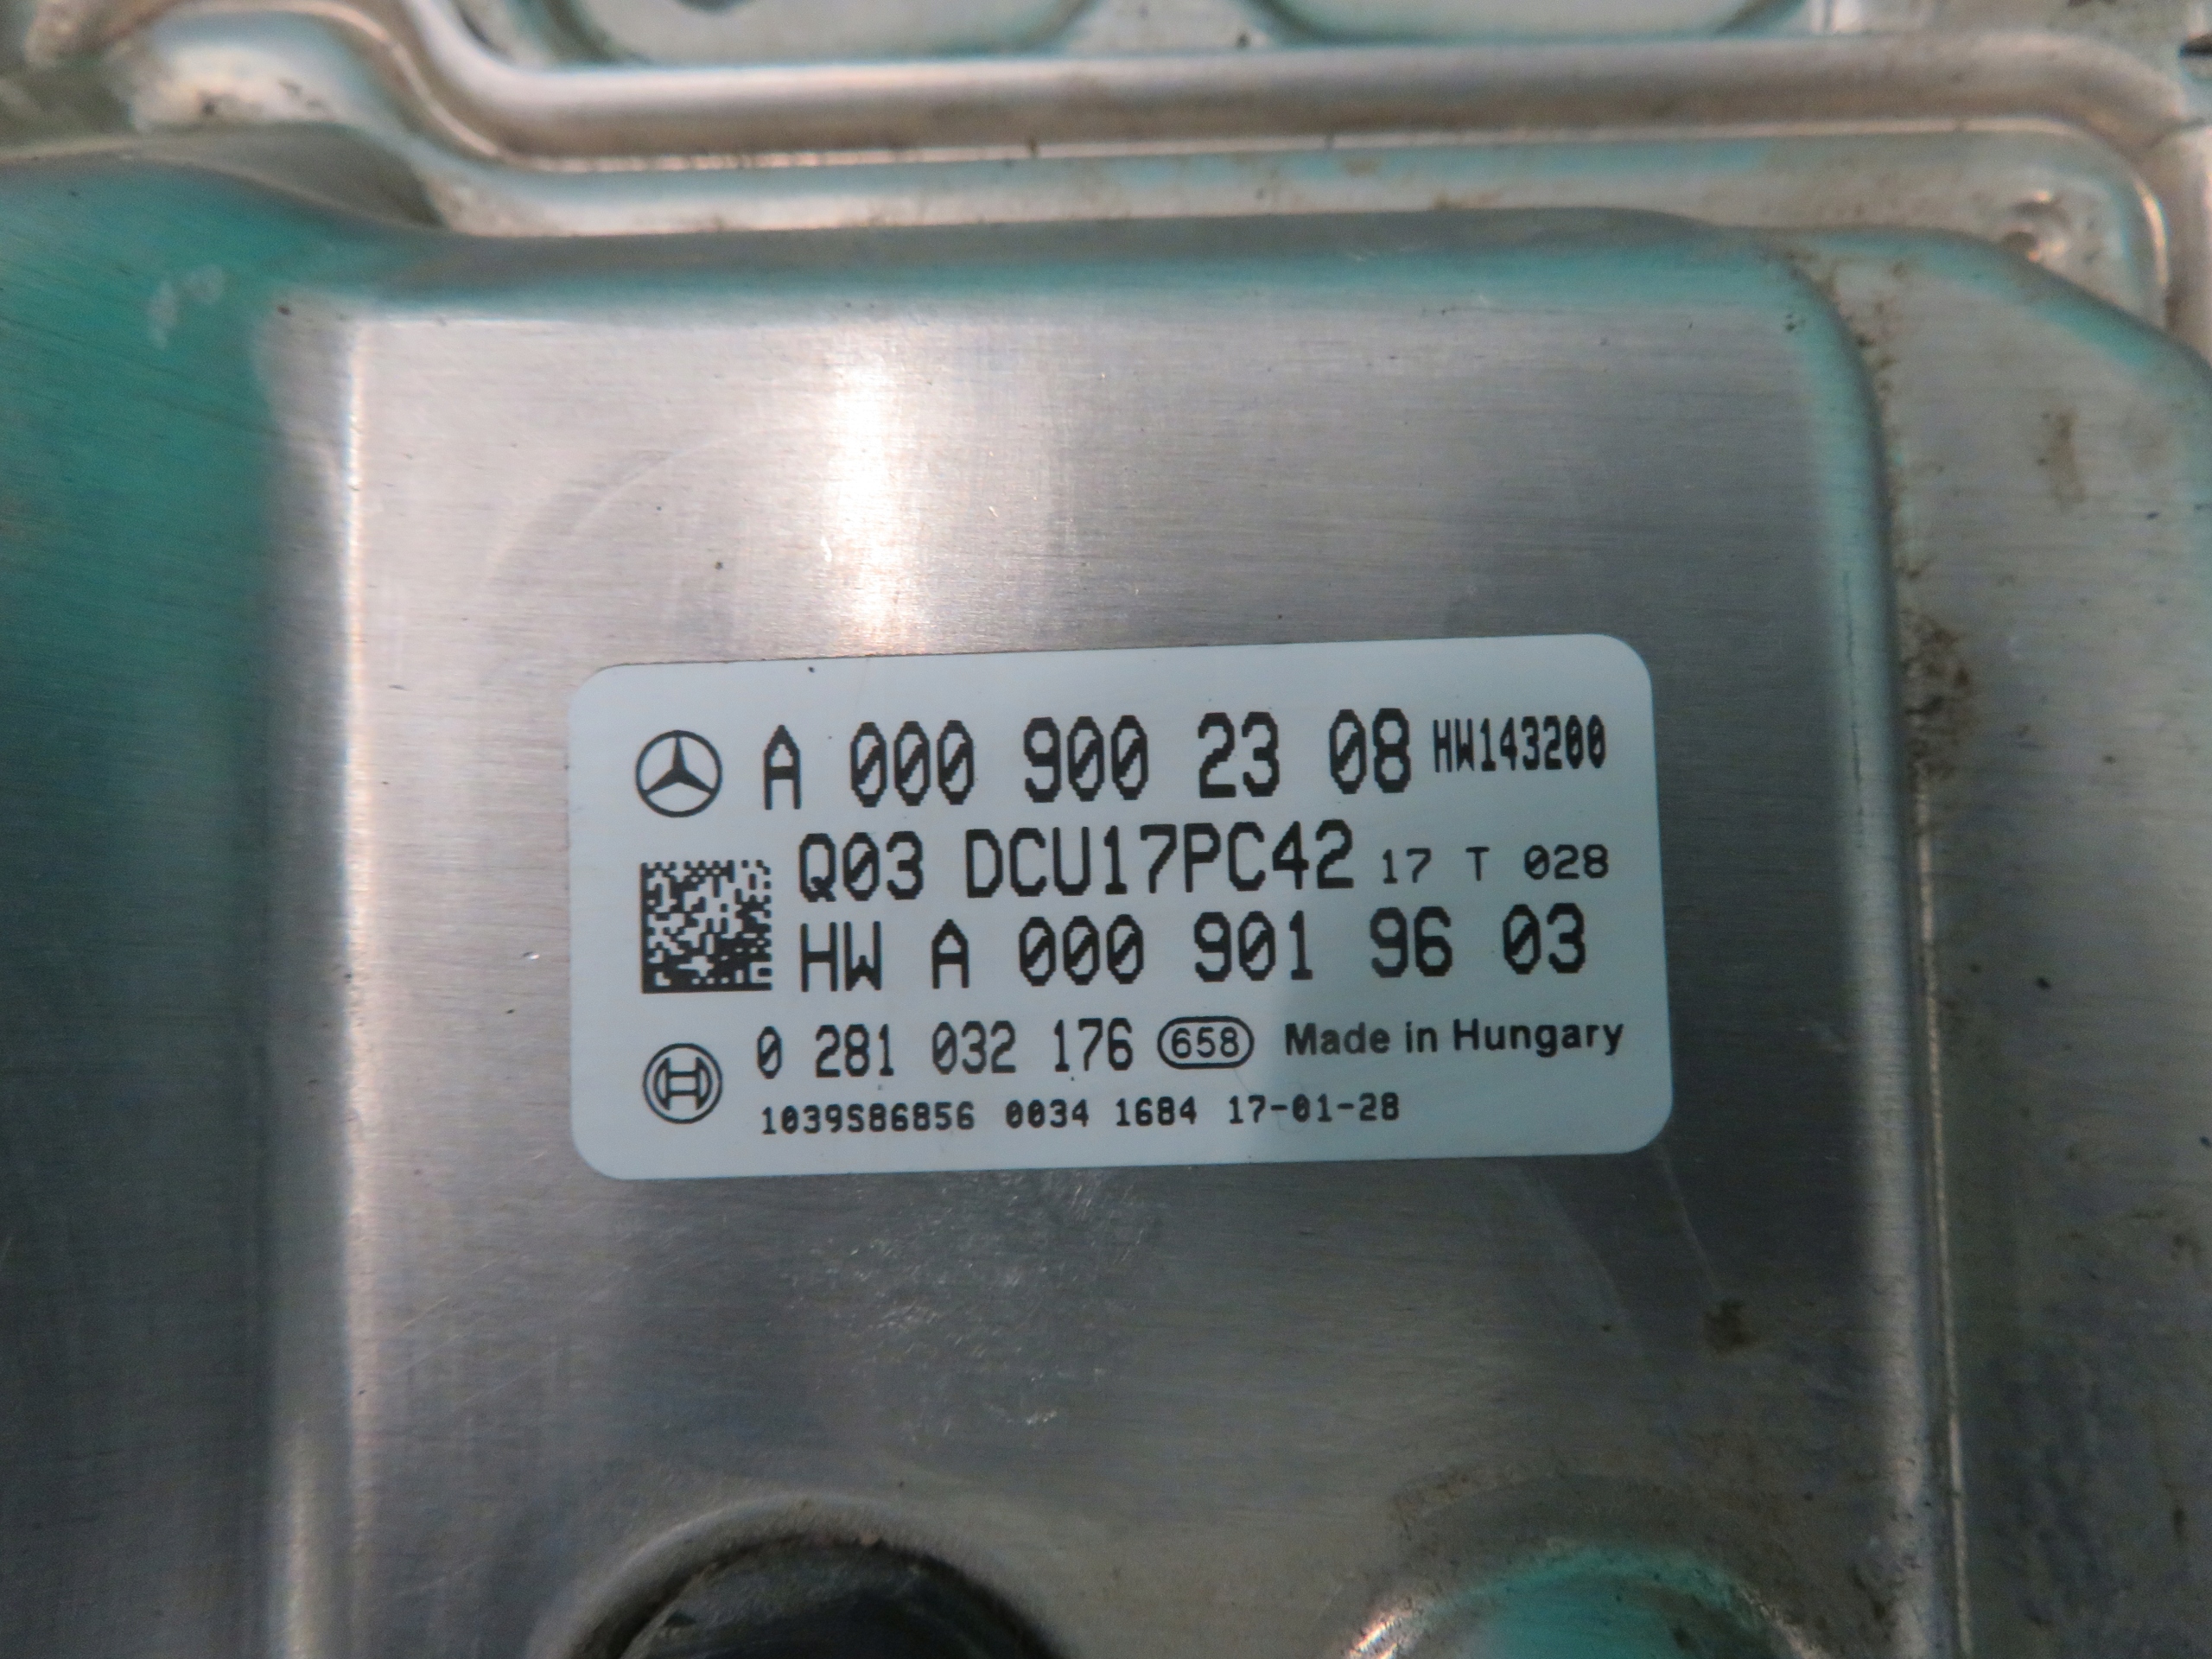 A 000 900 23 08 HW143200
Q03 DCU17PC42 17 T 028
HW A 000 901 96 03
0 281 032 176 658 Made in Hungary
1039S86856 0034 1684 17-01-28